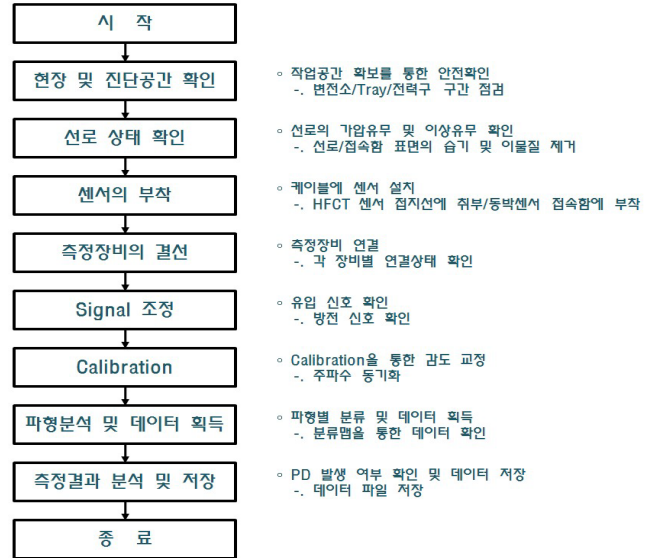 시 작
현장 및 진단공간 확인
◦ 작업공간 확보를 통한 안전확인
-. 변전소/Tray/전력구 구간 점검
선로 상태 확인
◦ 선로의 가압유무 및 이상유무 확인
-. 선로/접속함 표면의 습기 및 이물질 제거
센서의 부착
◦ 케이블에 센서 설치
-. HFCT 센서 접지선에 취부/동박센서 접속함에 부착
측정장비의 결선
◦ 측정장비 연결
-. 각 장비별 연결상태 확인
Signal 조정
◦ 유입 신호 확인
-. 방전 신호 확인
Calibration
◦ Calibration을 통한 감도 교정
-. 주파수 동기화
파형분석 및 데이터 획득
◦ 파형별 분류 및 데이터 획득
-. 분류맵을 통한 데이터 확인
측정결과 분석 및 저장
◦ PD 발생 여부 확인 및 데이터 저장
-. 데이터 파일 저장
종 료